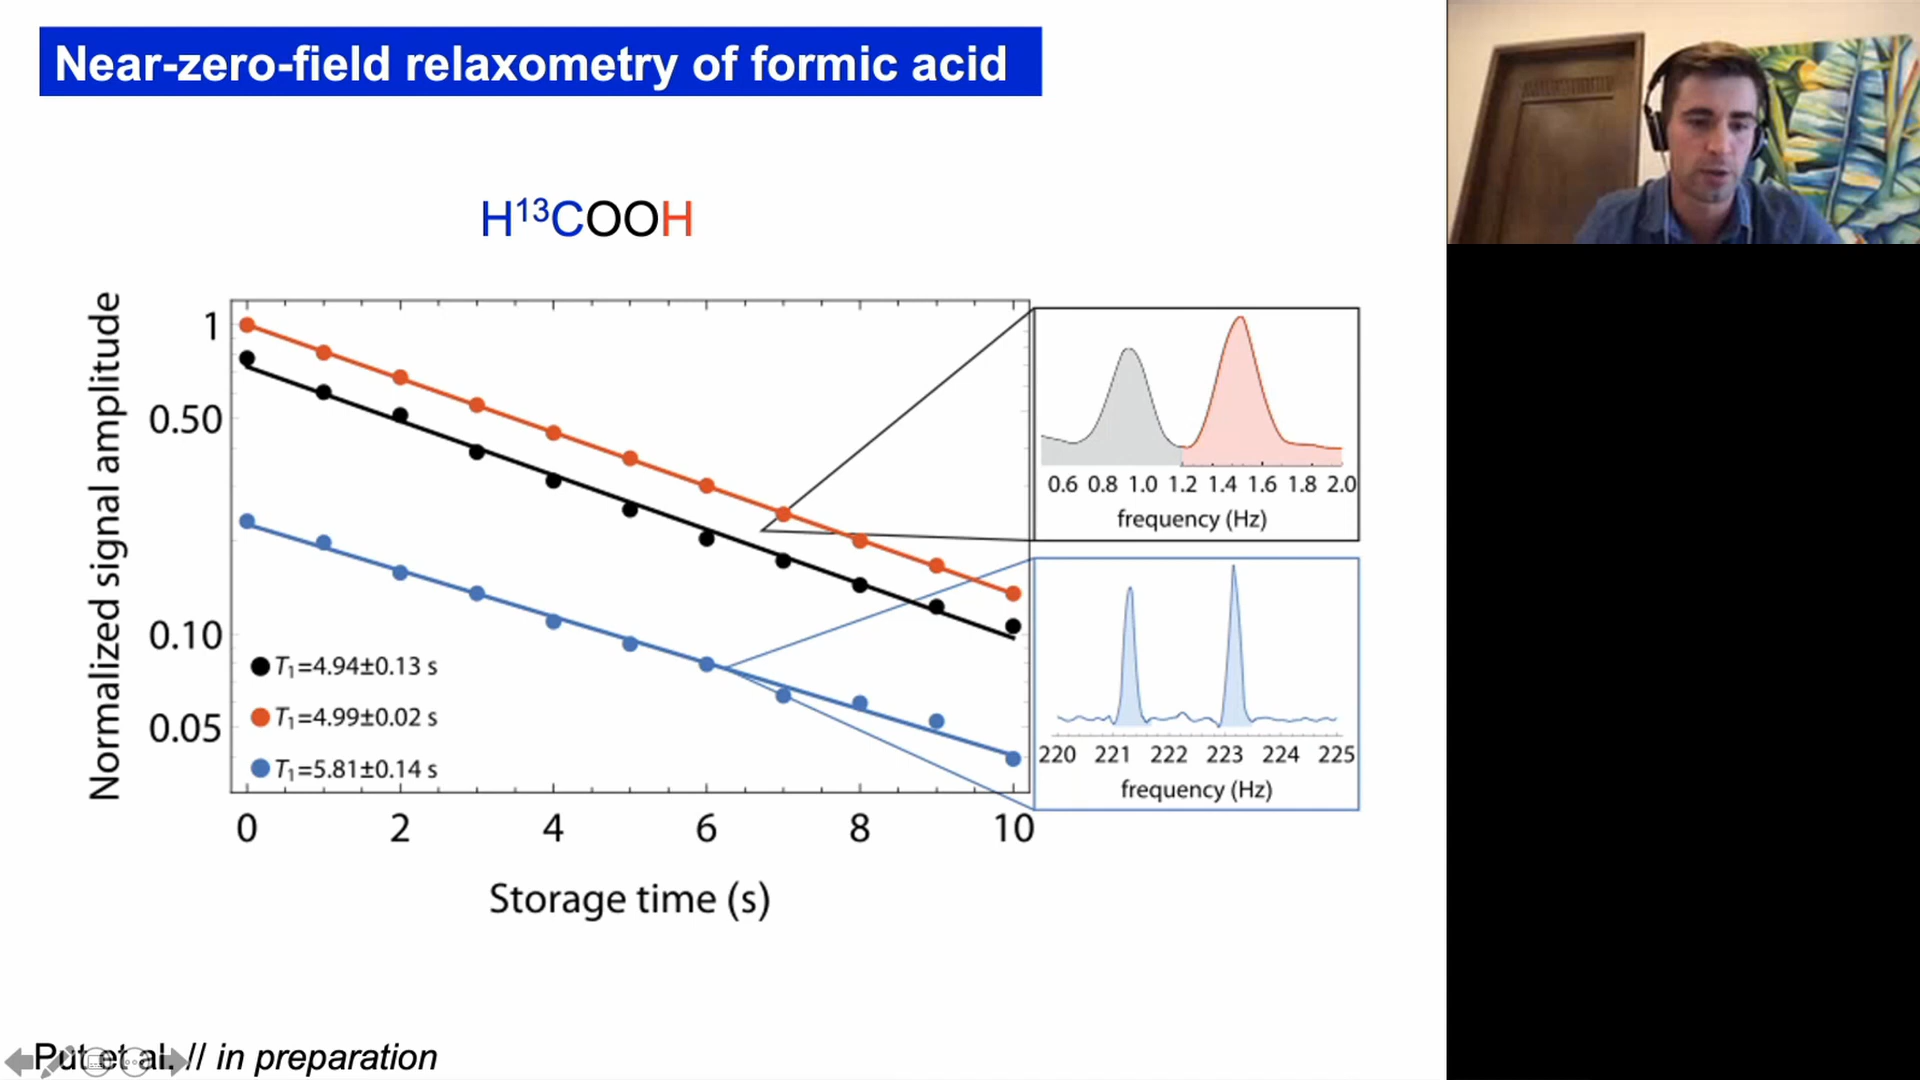 Near-zero-field relaxometry of formic acid
H¹³COOH
Normalized signal amplitude
1
0.50
0.10
0.05
T₁=4.94±0.13 s
T₁=4.99±0.02 s
T₁=5.81±0.14 s
0 2 4 6 8 10
Storage time (s)
0.6 0.8 1.0 1.2 1.4 1.6 1.8 2.0
frequency (Hz)
220 221 222 223 224 225
frequency (Hz)
Put et al. // in preparation